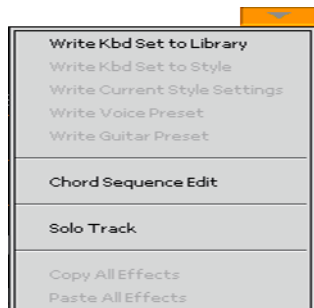 Write Kbd Set to Library
Write Kbd Set to Style
Write Current Style Settings
Write Voice Preset
Write Guitar Preset
Chord Sequence Edit
Solo Track
Copy All Effects
Paste All Effects